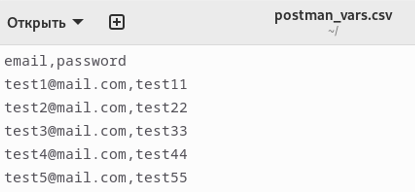 Открыть
postman_vars.csv
~/
email,password
test1@mail.com,test11
test2@mail.com,test22
test3@mail.com,test33
test4@mail.com,test44
test5@mail.com,test55